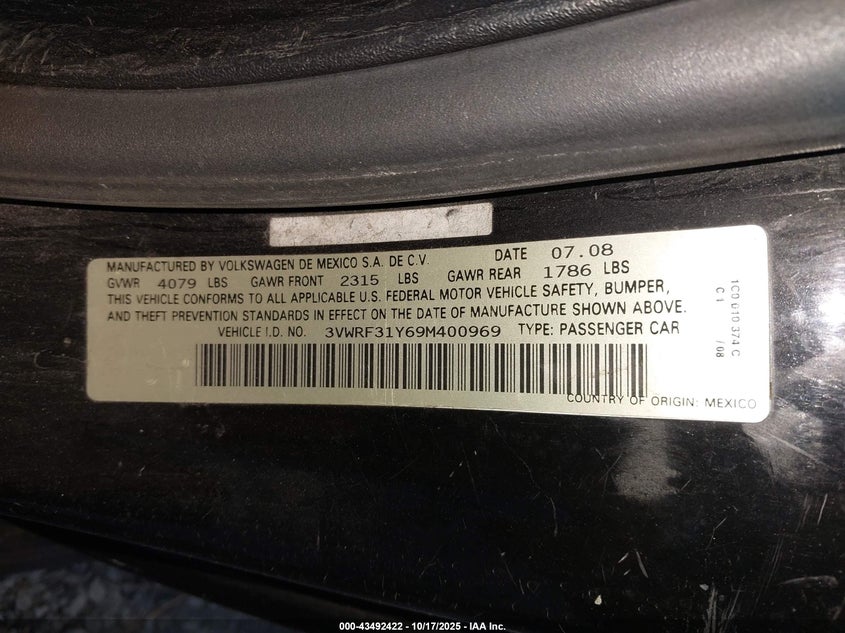 MANUFACTURED BY VOLKSWAGEN DE MEXICO S.A. DE C.V. DATE 07.08
GVWR 4079 LBS GAWR FRONT 2315 LBS GAWR REAR 1786 LBS
THIS VEHICLE CONFORMS TO ALL APPLICABLE U.S. FEDERAL MOTOR VEHICLE SAFETY, BUMPER,
AND THEFT PREVENTION STANDARDS IN EFFECT ON THE DATE OF MANUFACTURE SHOWN ABOVE.
VEHICLE I.D. NO. 3VWRF31Y69M400969 TYPE: PASSENGER CAR
COUNTRY OF ORIGIN: MEXICO
1C0 010 374 C
C1 /08
000-43492422 - 10/17/2025 - IAA Inc.